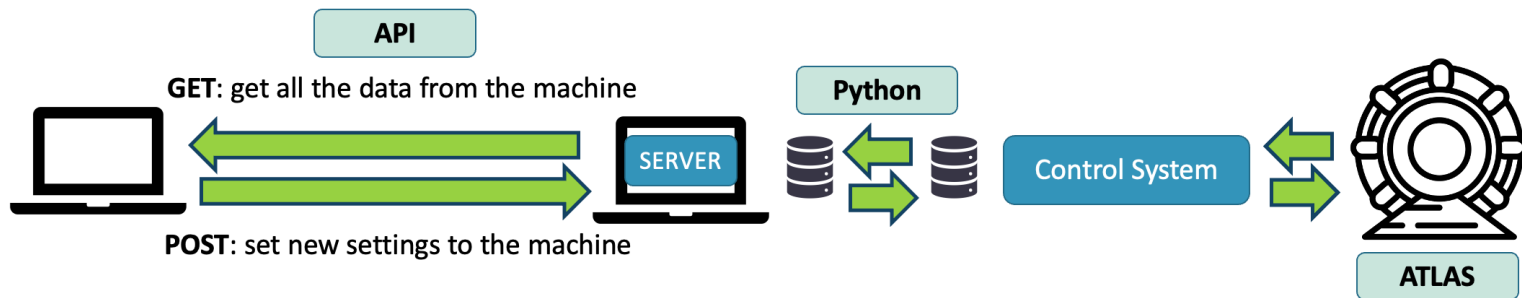 API
GET: get all the data from the machine
Python
SERVER
Control System
POST: set new settings to the machine
ATLAS